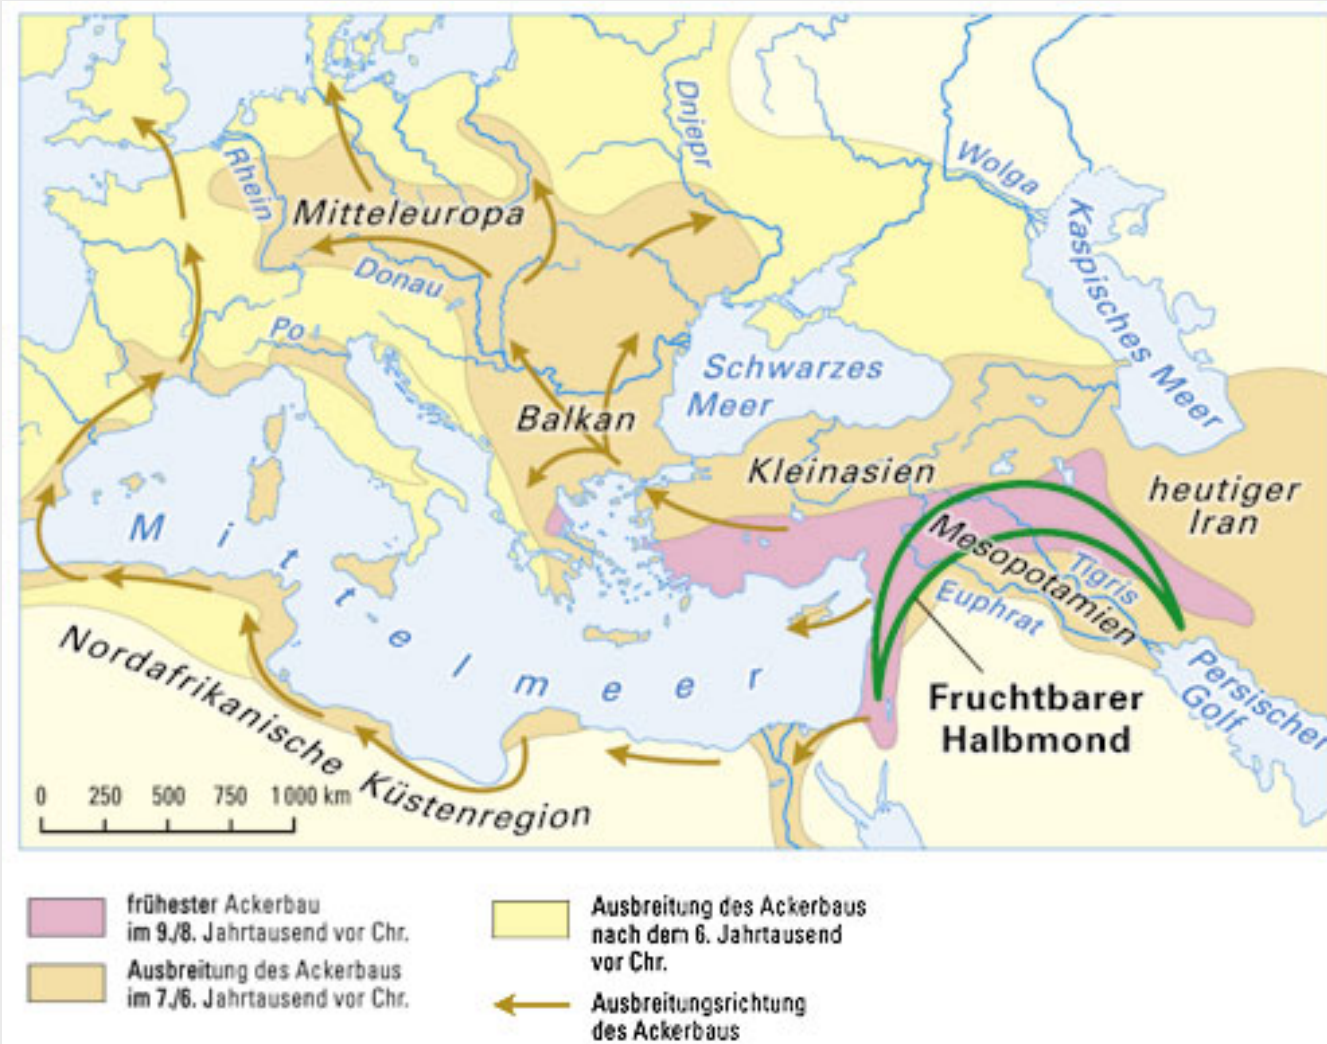 Dnjepr
Wolga
Rhein
Mitteleuropa
Kaspisches Meer
Donau
Po
Schwarzes
Meer
Balkan
Kleinasien
heutiger
Iran
Mittelmeer
Mesopotamien
Tigris
Euphrat
Persischer
Golf
Fruchtbarer
Halbmond
Nordafrikanische Küstenregion
0 250 500 750 1000 km
frühester Ackerbau
im 9./8. Jahrtausend vor Chr.
Ausbreitung des Ackerbaus
im 7./6. Jahrtausend vor Chr.
Ausbreitung des Ackerbaus
nach dem 6. Jahrtausend
vor Chr.
Ausbreitungsrichtung
des Ackerbaus